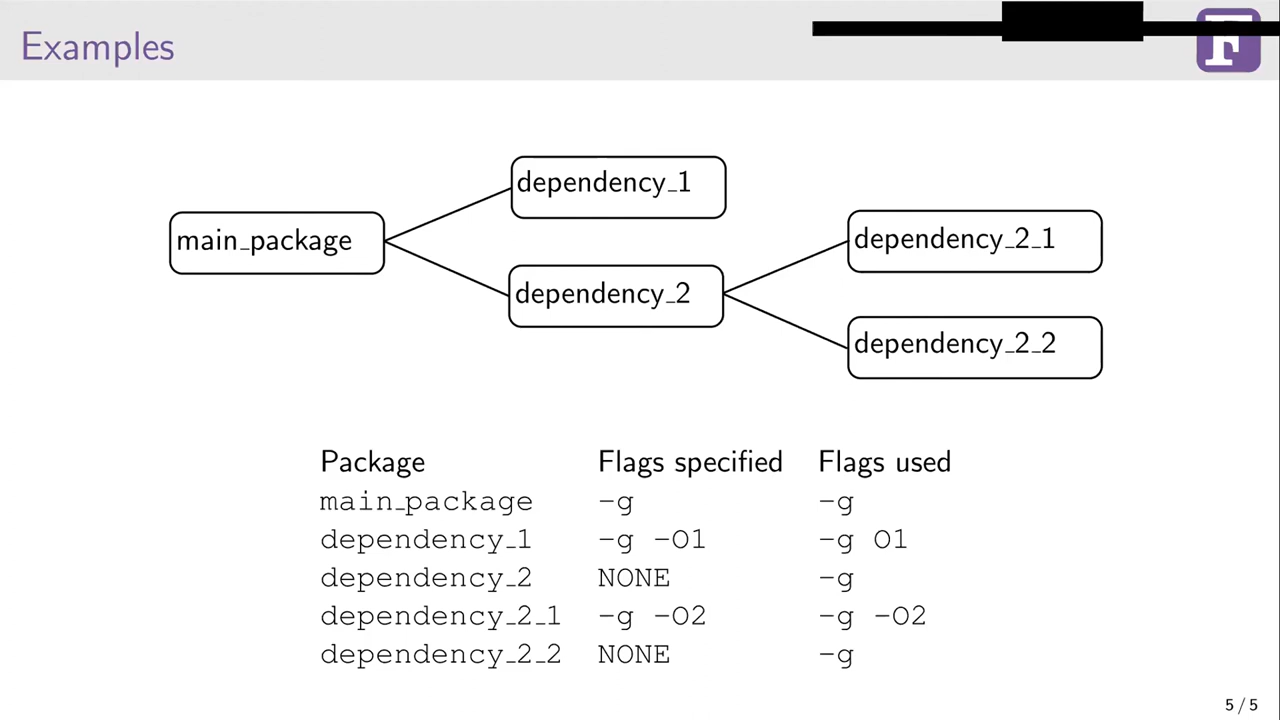 Examples
F
dependency_1
main_package
dependency_2_1
dependency_2
dependency_2_2
Package Flags specified Flags used
main_package -g -g
dependency_1 -g -O1 -g O1
dependency_2 NONE -g
dependency_2_1 -g -O2 -g -O2
dependency_2_2 NONE -g
5 / 5